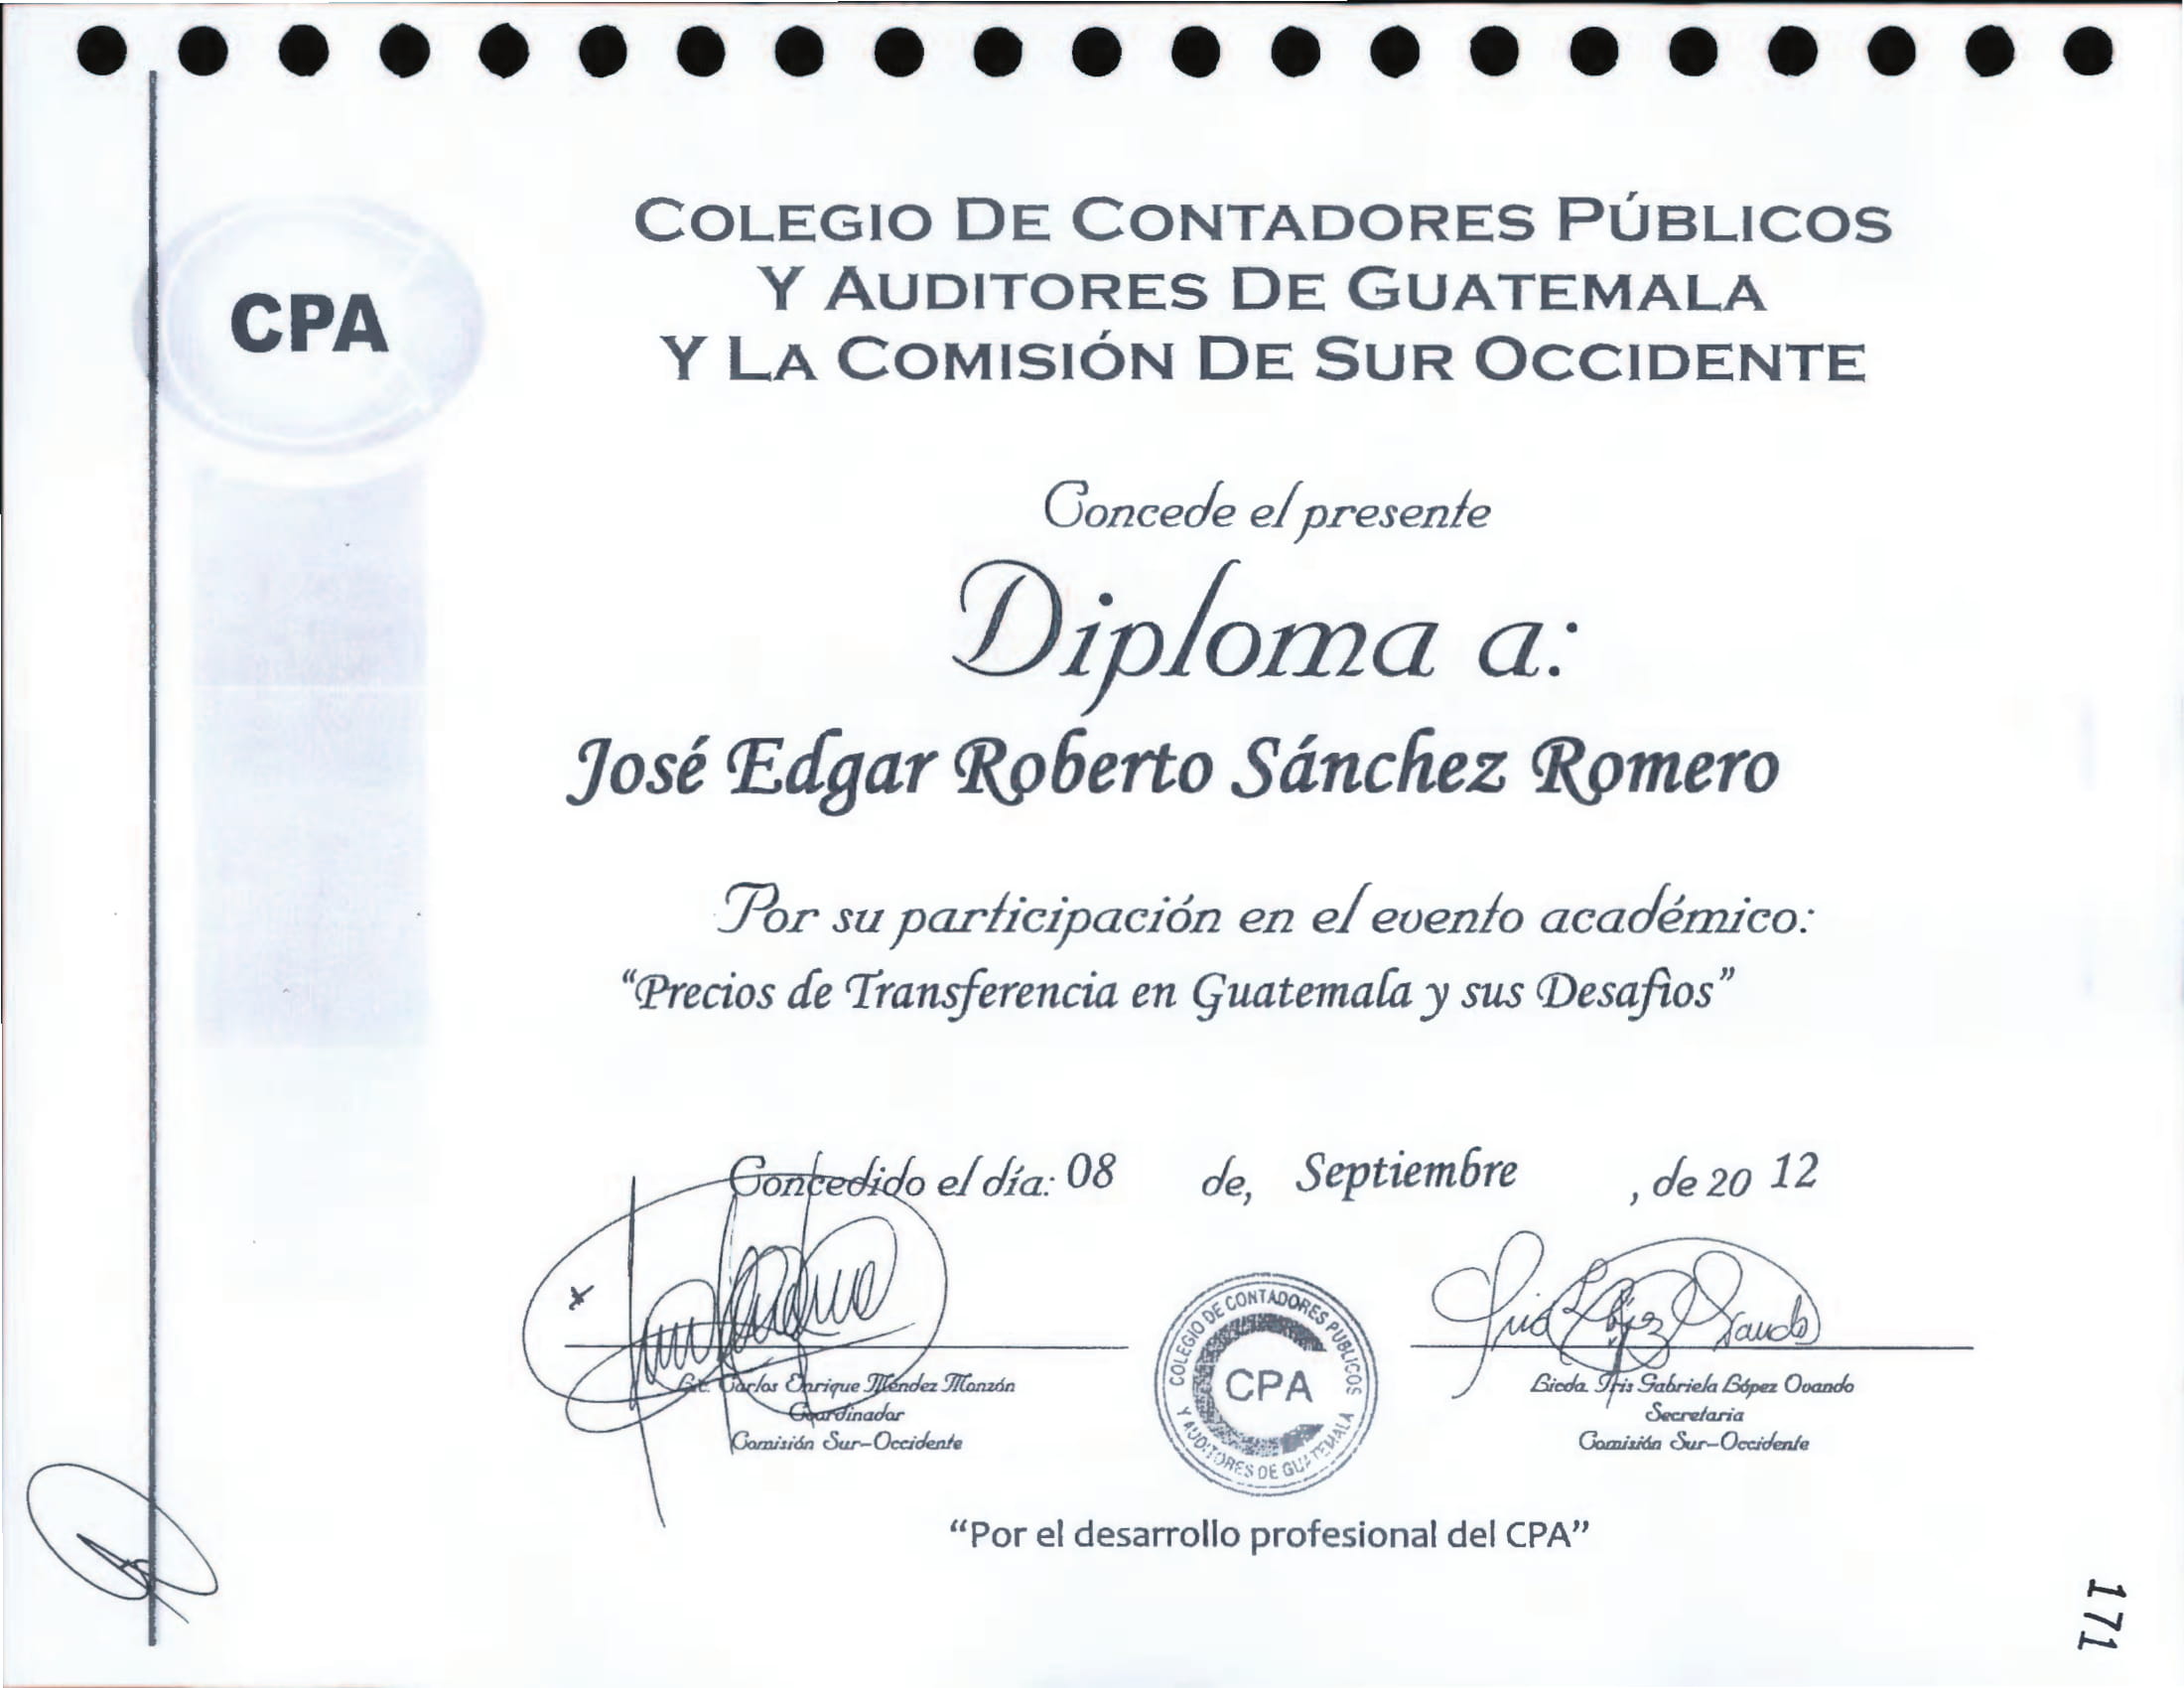 COLEGIO DE CONTADORES PÚBLICOS
Y AUDITORES DE GUATEMALA
Y LA COMISIÓN DE SUR OCCIDENTE
CPA
Concede el presente
Diploma a:
José Edgar Roberto Sánchez Romero
Por su participación en el evento académico:
“Precios de Transferencia en Guatemala y sus Desafios”
Concedido el día: 08 de, Septiembre , de 20 12
Lic. Carlos Enrique Méndez Monzón
Coordinador
Comisión Sur-Occidente
COLEGIO DE CONTADORES PUBLICOS
Y AUDITORES DE GUATEMALA
CPA
Licda. Iris Gabriela López Ovando
Secretaria
Comisión Sur-Occidente
“Por el desarrollo profesional del CPA”
171